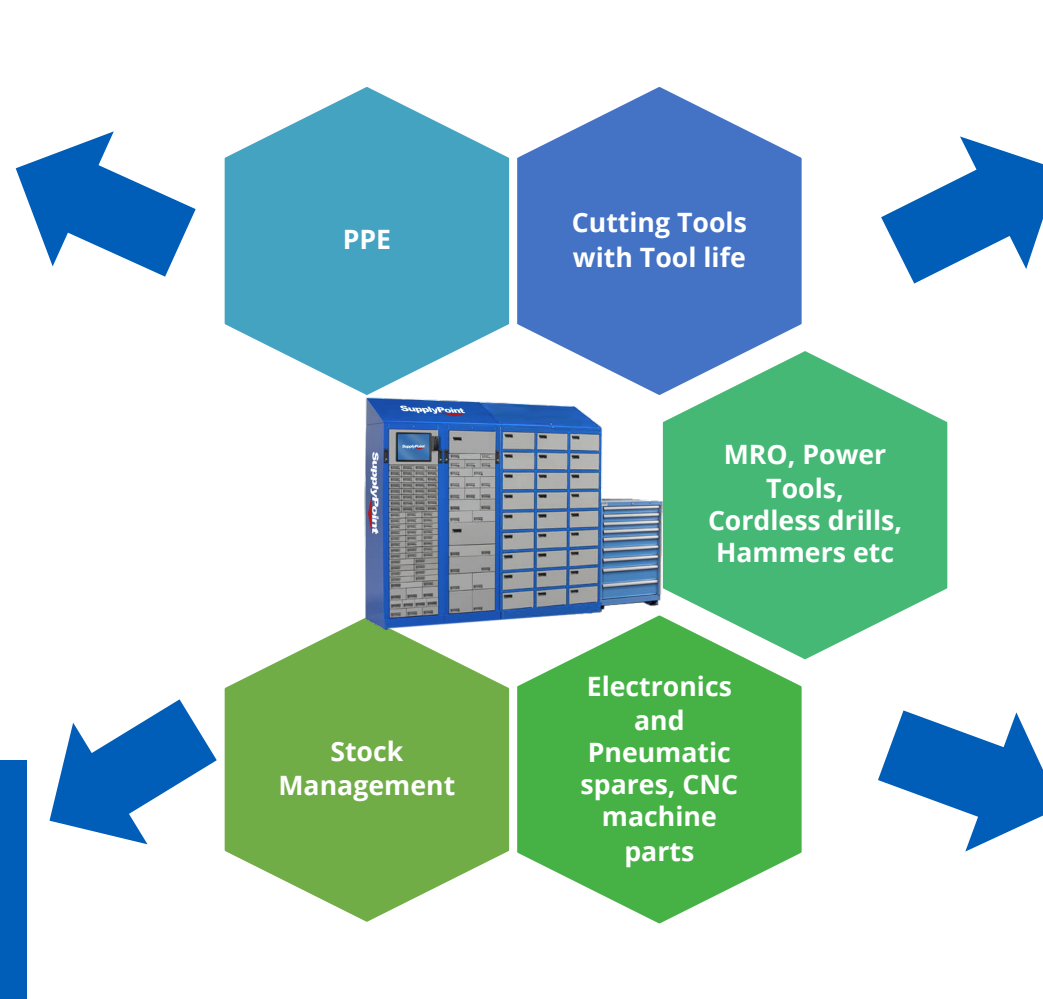 PPE
Cutting Tools
with Tool life
SupplyPoint
SupplyPoint
SupplyPoint
MRO, Power
Tools,
Cordless drills,
Hammers etc
Stock
Management
Electronics
and
Pneumatic
spares, CNC
machine
parts